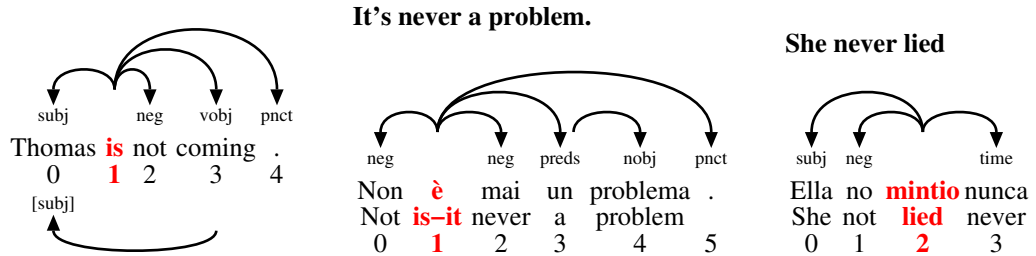 subj neg vobj pnct
Thomas is not coming .
0 1 2 3 4
[subj]
It's never a problem.
neg neg preds nobj pnct
Non è mai un problema .
Not is–it never a problem
0 1 2 3 4 5
She never lied
subj neg time
Ella no mintio nunca
She not lied never
0 1 2 3